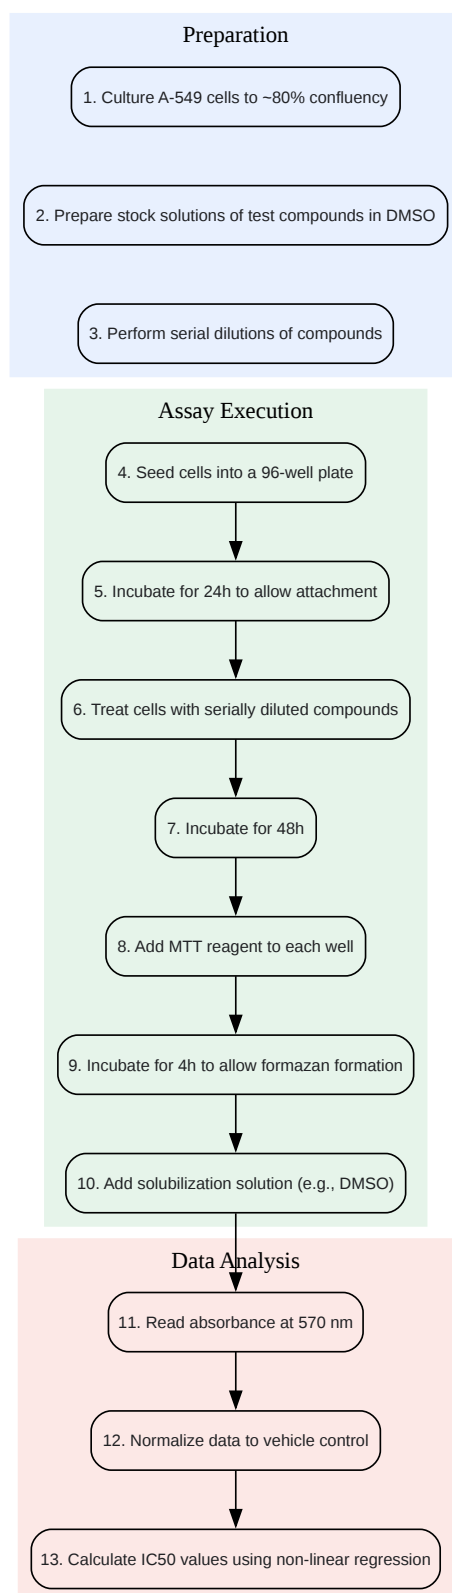 Preparation
1. Culture A-549 cells to ~80% confluency
2. Prepare stock solutions of test compounds in DMSO
3. Perform serial dilutions of compounds
Assay Execution
4. Seed cells into a 96-well plate
5. Incubate for 24h to allow attachment
6. Treat cells with serially diluted compounds
7. Incubate for 48h
8. Add MTT reagent to each well
9. Incubate for 4h to allow formazan formation
10. Add solubilization solution (e.g., DMSO)
Data Analysis
11. Read absorbance at 570 nm
12. Normalize data to vehicle control
13. Calculate IC50 values using non-linear regression